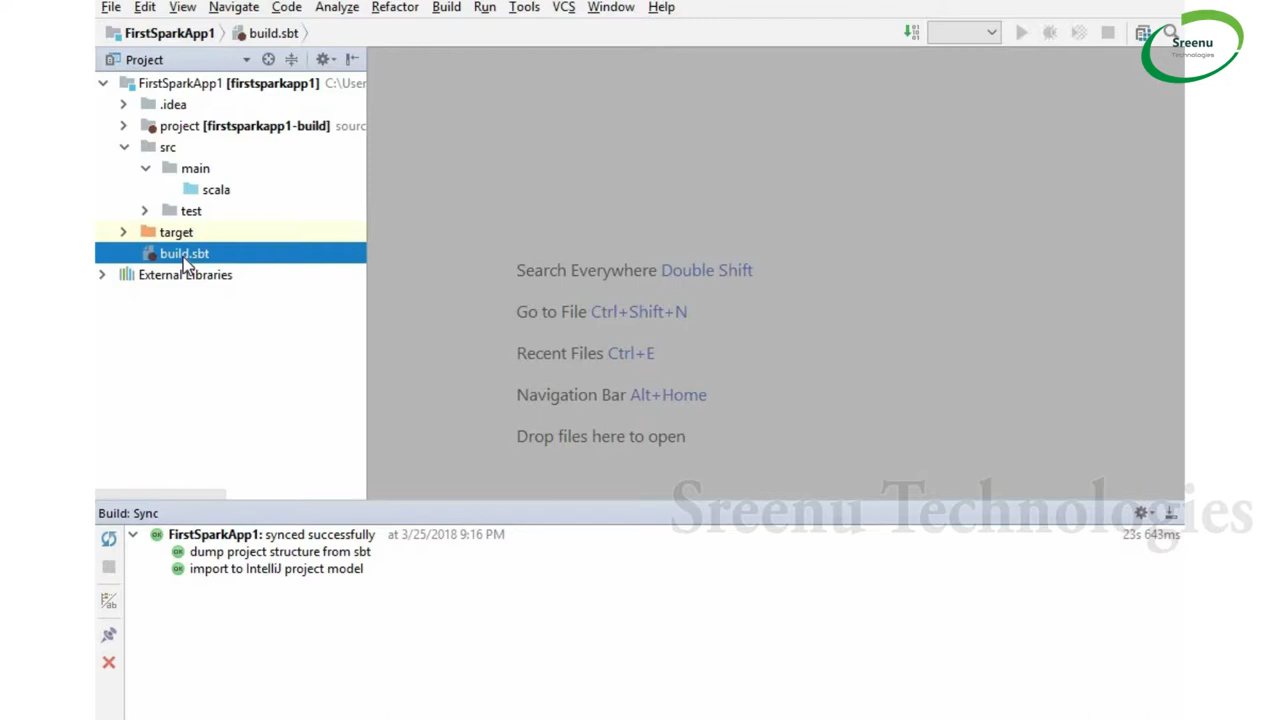 File Edit View Navigate Code Analyze Refactor Build Run Tools VCS Window Help
FirstSparkApp1 build.sbt
Sreenu
Technologies
Project
FirstSparkApp1 [firstsparkapp1] C:\User
.idea
project [firstsparkapp1-build] sourc
src
main
scala
test
target
build.sbt
External Libraries
Search Everywhere Double Shift
Go to File Ctrl+Shift+N
Recent Files Ctrl+E
Navigation Bar Alt+Home
Drop files here to open
Sreenu Technologies
Build: Sync
FirstSparkApp1: synced successfully at 3/25/2018 9:16 PM 23s 643ms
dump project structure from sbt
import to IntelliJ project model